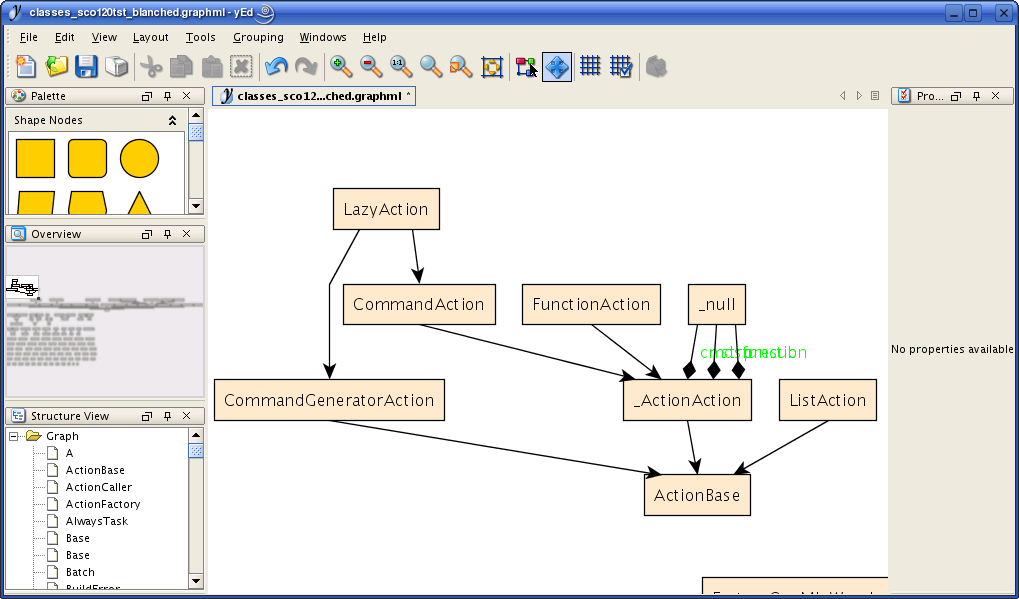 classes_sco120tst_blanched.graphml - yEd
File Edit View Layout Tools Grouping Windows Help
1:1
Palette
classes_sco12...ched.graphml *
Pro...
Shape Nodes
LazyAction
Overview
CommandAction
FunctionAction
_null
No properties available
CommandGeneratorAction
_ActionAction
ListAction
Structure View
Graph
A
ActionBase
ActionCaller
ActionFactory
AlwaysTask
Base
Base
Batch
BuildError
ActionBase